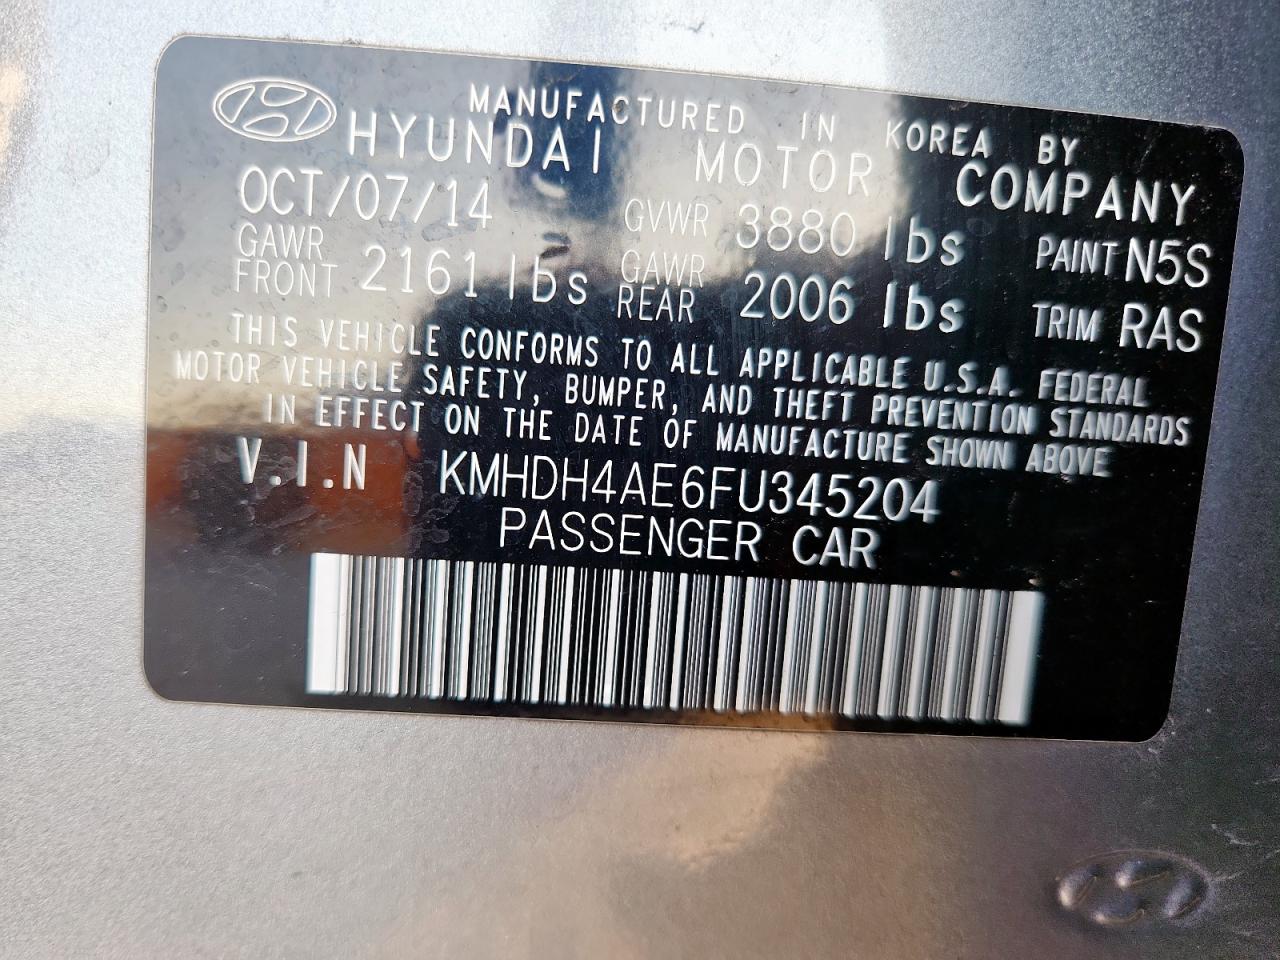 MANUFACTURED IN KOREA BY
HYUNDAI MOTOR COMPANY
OCT/07/14 GVWR 3880 lbs PAINT N5S
GAWR FRONT 2161 lbs GAWR REAR 2006 lbs TRIM RAS
THIS VEHICLE CONFORMS TO ALL APPLICABLE U.S.A. FEDERAL
MOTOR VEHICLE SAFETY, BUMPER, AND THEFT PREVENTION STANDARDS
IN EFFECT ON THE DATE OF MANUFACTURE SHOWN ABOVE
V.I.N KMHDH4AE6FU345204
PASSENGER CAR